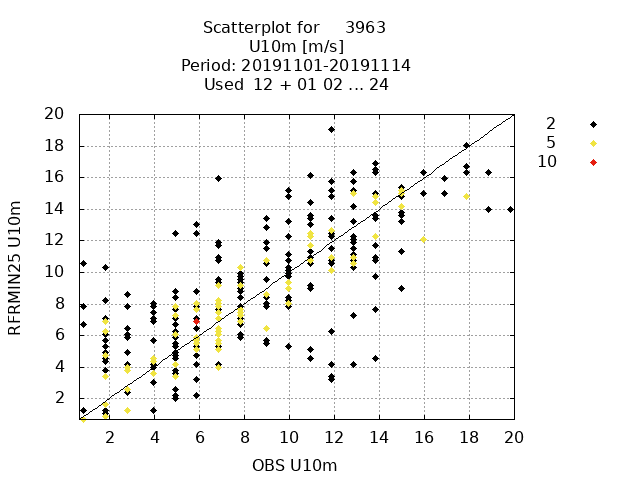 Scatterplot for 3963
U10m [m/s]
Period: 20191101-20191114
Used 12 + 01 02 ... 24
20
18
16
14
12
10
8
6
4
2
RFRMIN25 U10m
2 4 6 8 10 12 14 16 18 20
OBS U10m
2
5
10